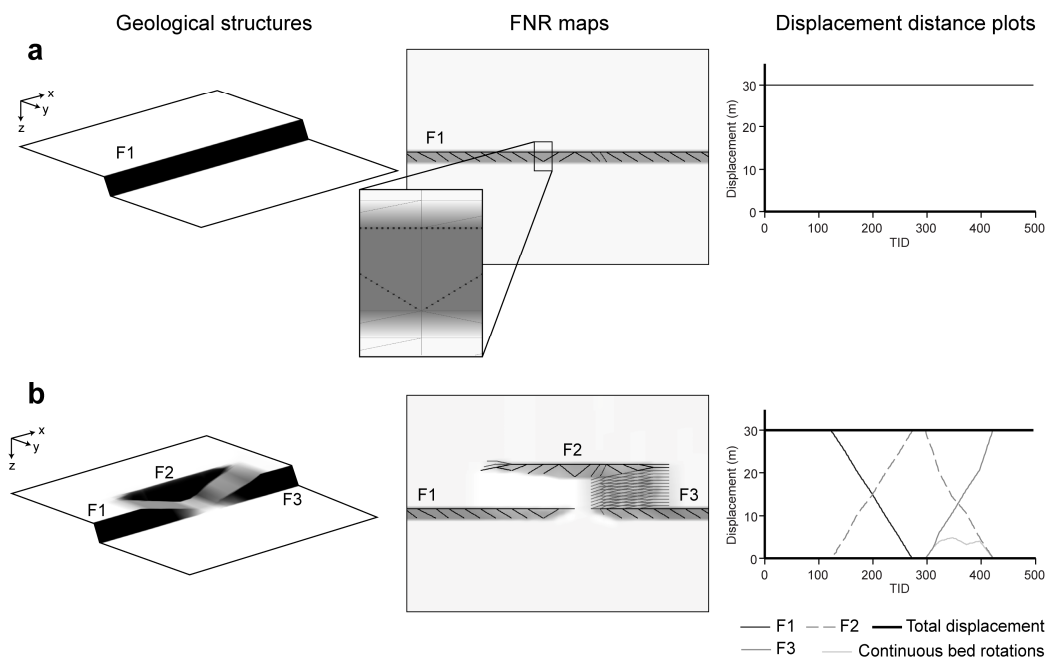 Geological structures FNR maps Displacement distance plots
a
x
y
z
F1
F1
Displacement (m)
30
20
10
0
0 100 200 300 400 500
TID
b
x
y
z
F2
F1
F3
F2
F1
F3
Displacement (m)
30
20
10
0
0 100 200 300 400 500
TID
F1 F2 Total displacement
F3 Continuous bed rotations